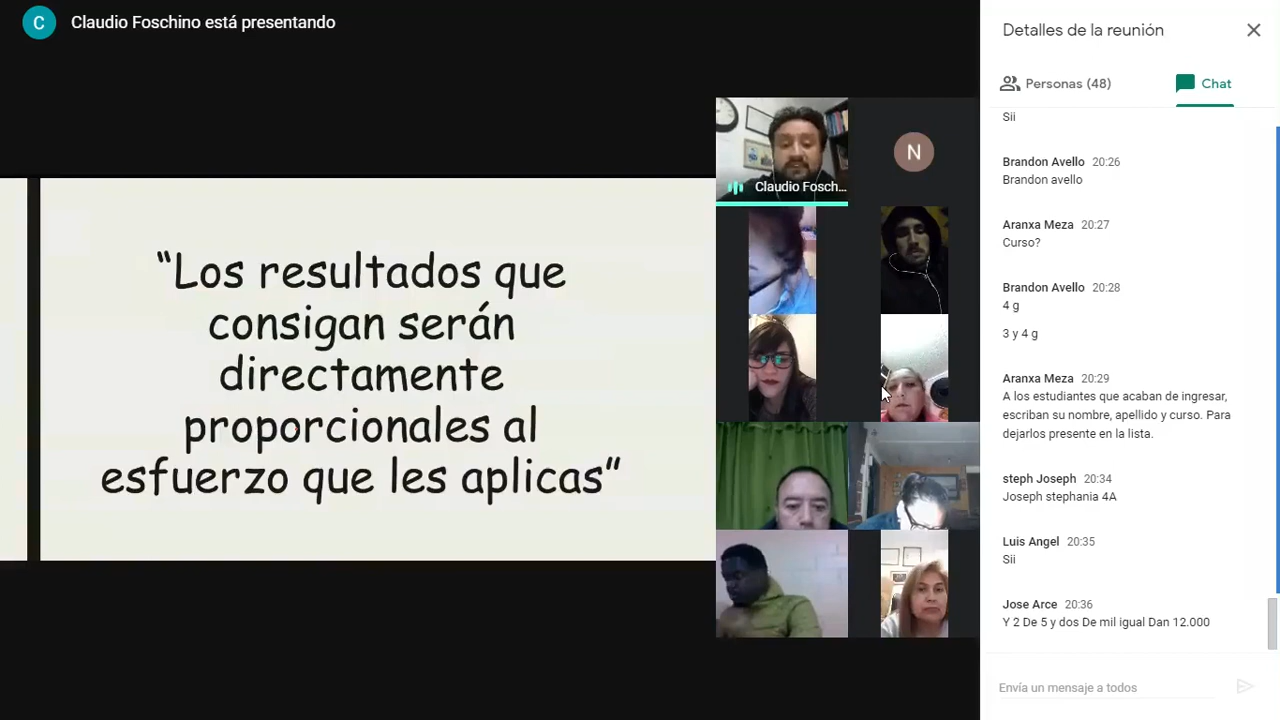 C
Claudio Foschino está presentando
“Los resultados que
consigan serán
directamente
proporcionales al
esfuerzo que les aplicas”
Claudio Fosch...
N
Detalles de la reunión
Personas (48)
Chat
Sii
Brandon Avello 20:26
Brandon avello
Aranxa Meza 20:27
Curso?
Brandon Avello 20:28
4 g
3 y 4 g
Aranxa Meza 20:29
A los estudiantes que acaban de ingresar,
escriban su nombre, apellido y curso. Para
dejarlos presente en la lista.
steph Joseph 20:34
Joseph stephania 4A
Luis Angel 20:35
Sii
Jose Arce 20:36
Y 2 De 5 y dos De mil igual Dan 12.000
Envía un mensaje a todos